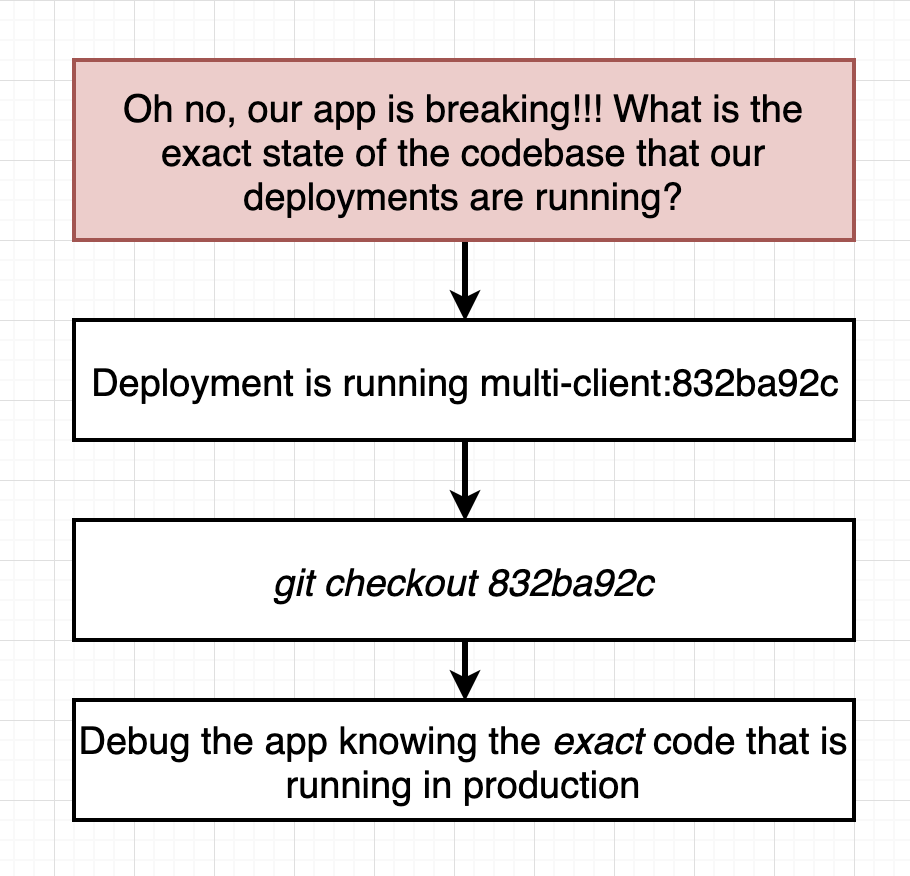 Oh no, our app is breaking!!! What is the
exact state of the codebase that our
deployments are running?
Deployment is running multi-client:832ba92c
git checkout 832ba92c
Debug the app knowing the exact code that is
running in production